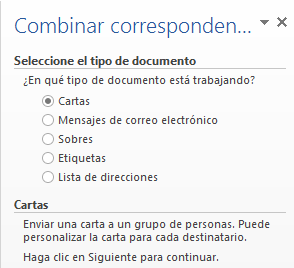 Combinar corresponden...
Seleccione el tipo de documento
¿En qué tipo de documento está trabajando?
Cartas
Mensajes de correo electrónico
Sobres
Etiquetas
Lista de direcciones
Cartas
Enviar una carta a un grupo de personas. Puede
personalizar la carta para cada destinatario.
Haga clic en Siguiente para continuar.